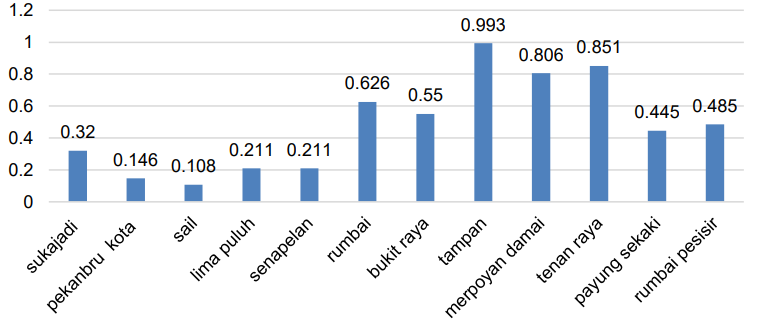 1.2
1
0.8
0.6
0.4
0.2
0
0.32
0.146
0.108
0.211
0.211
0.626
0.55
0.993
0.806
0.851
0.445
0.485
sukajadi
pekanbru kota
sail
lima puluh
senapelan
rumbai
bukit raya
tampan
merpoyan damai
tenan raya
payung sekaki
rumbai pesisir